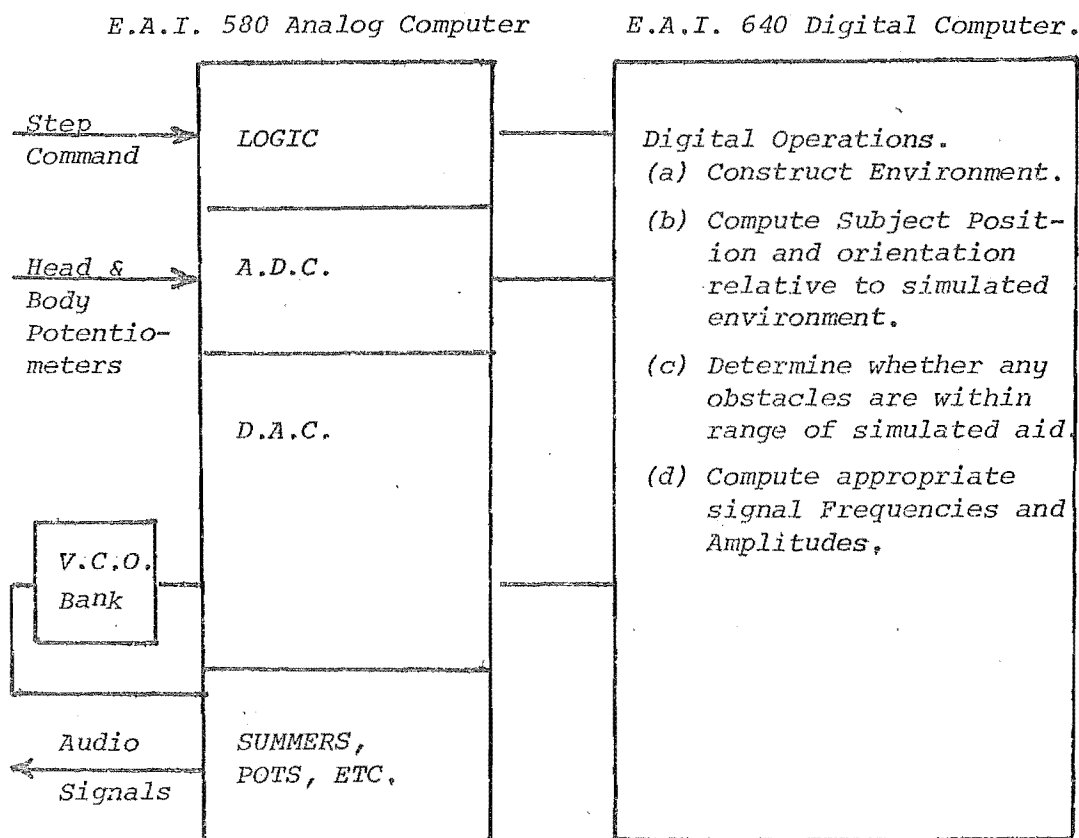 E.A.I. 580 Analog Computer
E.A.I. 640 Digital Computer.
Step
Command
LOGIC
Head &
Body
Potentio-
meters
A.D.C.
D.A.C.
V.C.O.
Bank
Audio
Signals
SUMMERS,
POTS, ETC.
Digital Operations.
(a) Construct Environment.
(b) Compute Subject Posit-
ion and orientation
relative to simulated
environment.
(c) Determine whether any
obstacles are within
range of simulated aid.
(d) Compute appropriate
signal Frequencies and
Amplitudes.